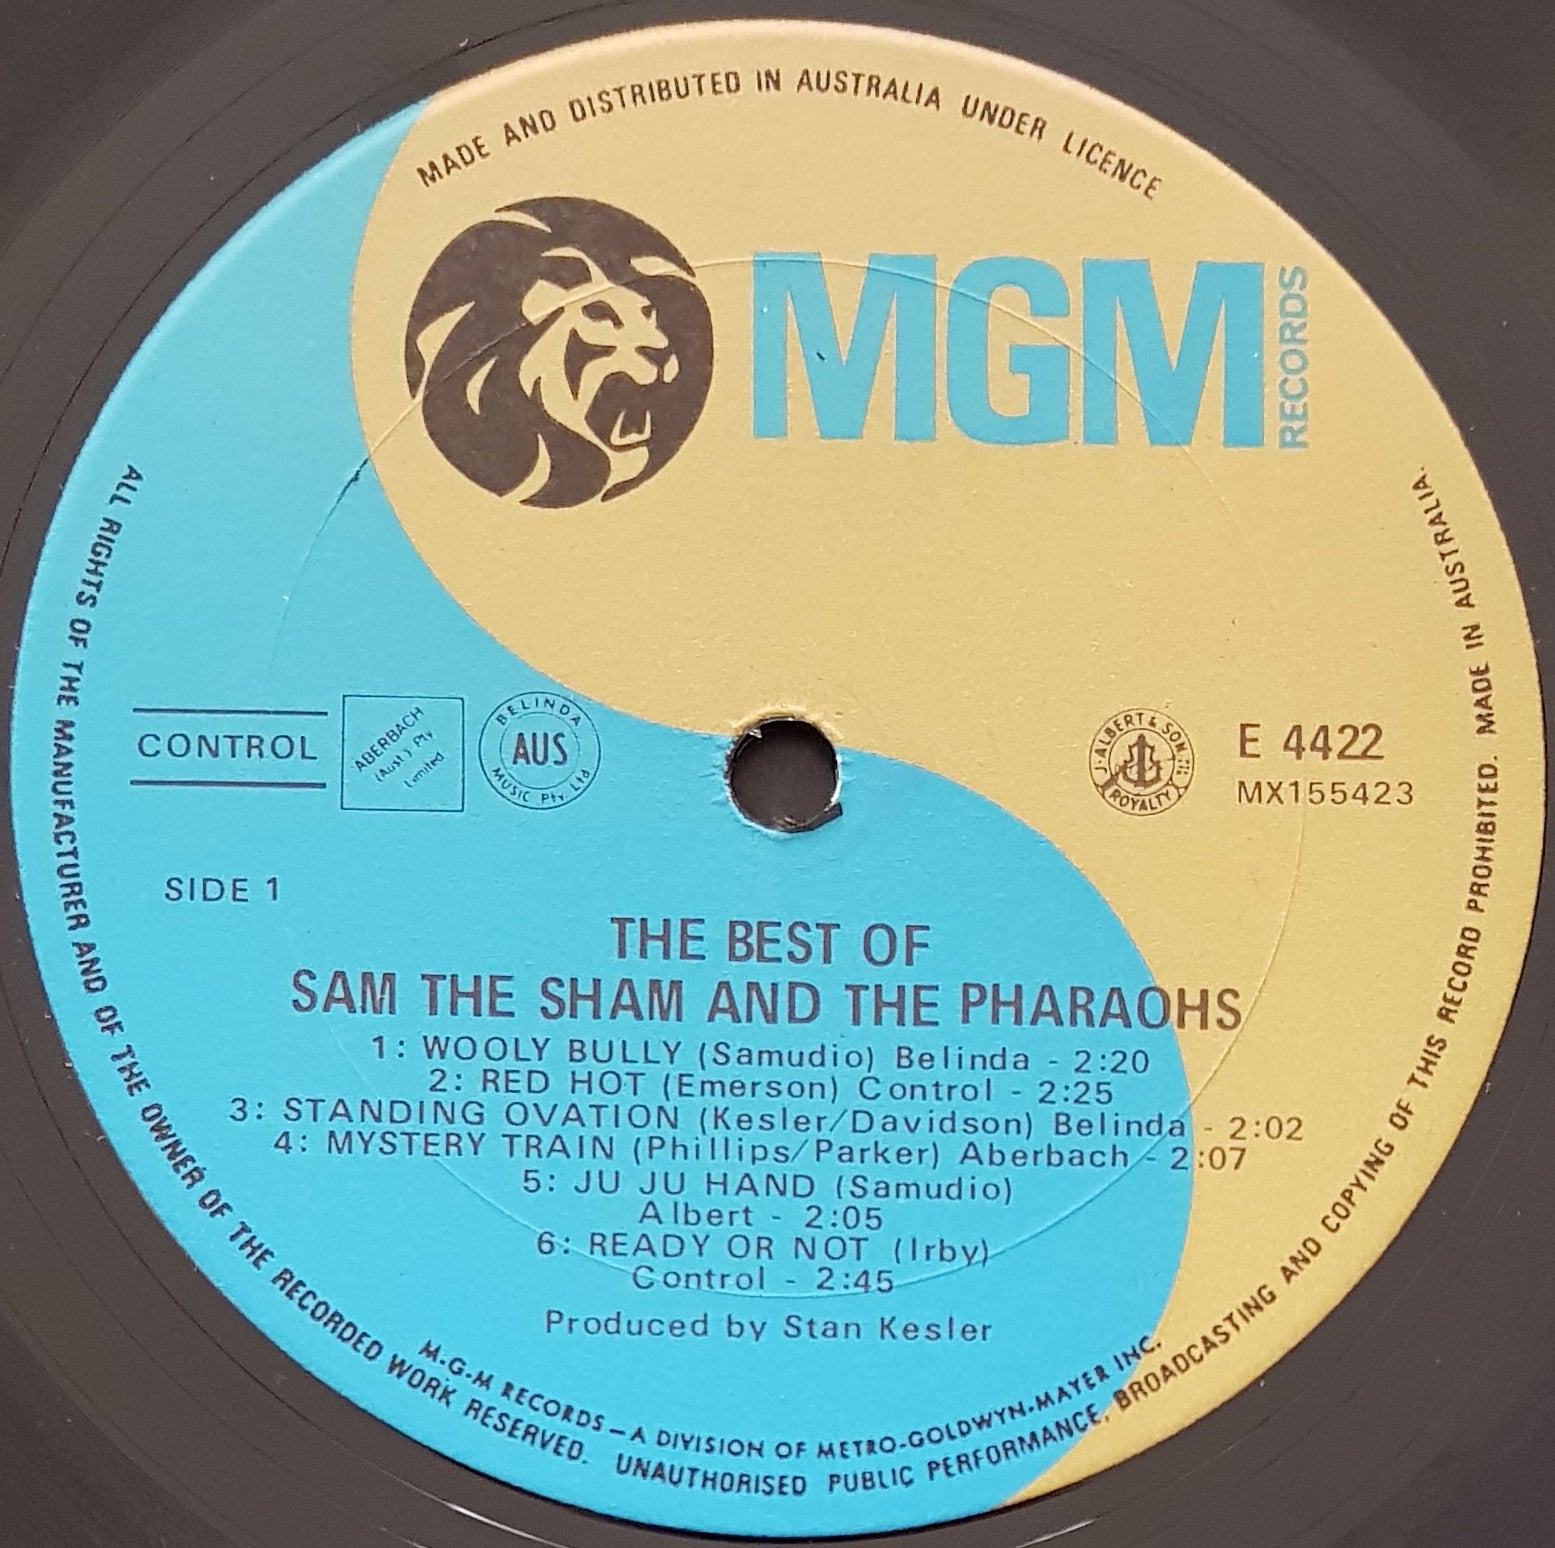 MADE AND DISTRIBUTED IN AUSTRALIA UNDER LICENCE
MGM
RECORDS
CONTROL
ABERBACH
(Aust.) Pty
Limited
BELINDA
AUS
MUSIC Pty. Ltd
J. ALBERT & SON
ROYALTY
E 4422
MX155423
SIDE 1
THE BEST OF
SAM THE SHAM AND THE PHARAOHS
1: WOOLY BULLY (Samudio) Belinda - 2:20
2: RED HOT (Emerson) Control - 2:25
3: STANDING OVATION (Kesler/Davidson) Belinda - 2:02
4: MYSTERY TRAIN (Phillips/Parker) Aberbach - 2:07
5: JU JU HAND (Samudio)
Albert - 2:05
6: READY OR NOT (Irby)
Control - 2:45
Produced by Stan Kesler
M-G-M RECORDS – A DIVISION OF METRO-GOLDWYN-MAYER INC.
ALL RIGHTS OF THE MANUFACTURER AND OF THE OWNER OF THE RECORDED WORK RESERVED. UNAUTHORISED PUBLIC PERFORMANCE, BROADCASTING AND COPYING OF THIS RECORD PROHIBITED. MADE IN AUSTRALIA.